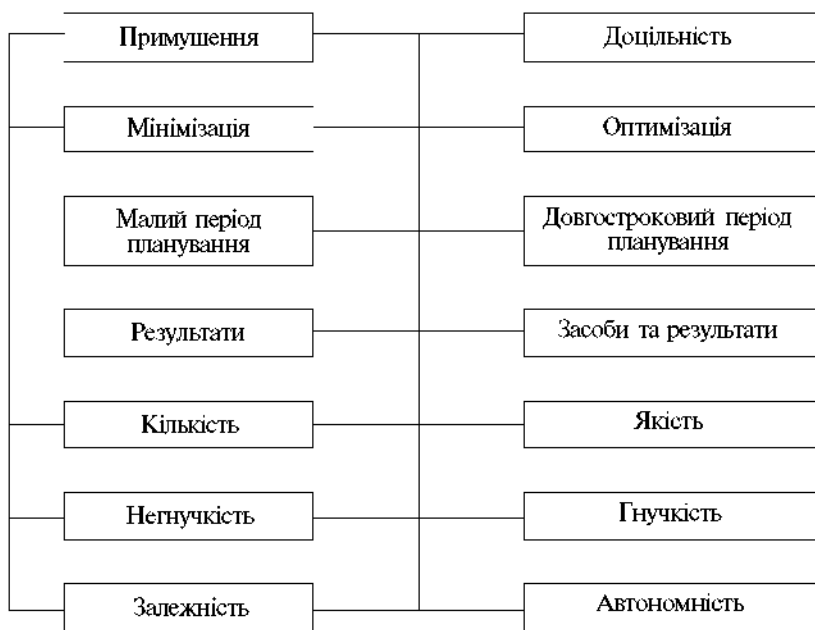 Примушення
Доцільність
Мінімізація
Оптимізація
Малий період
планування
Довгостроковий період
планування
Результати
Засоби та результати
Кількість
Якість
Негнучкість
Гнучкість
Залежність
Автономність